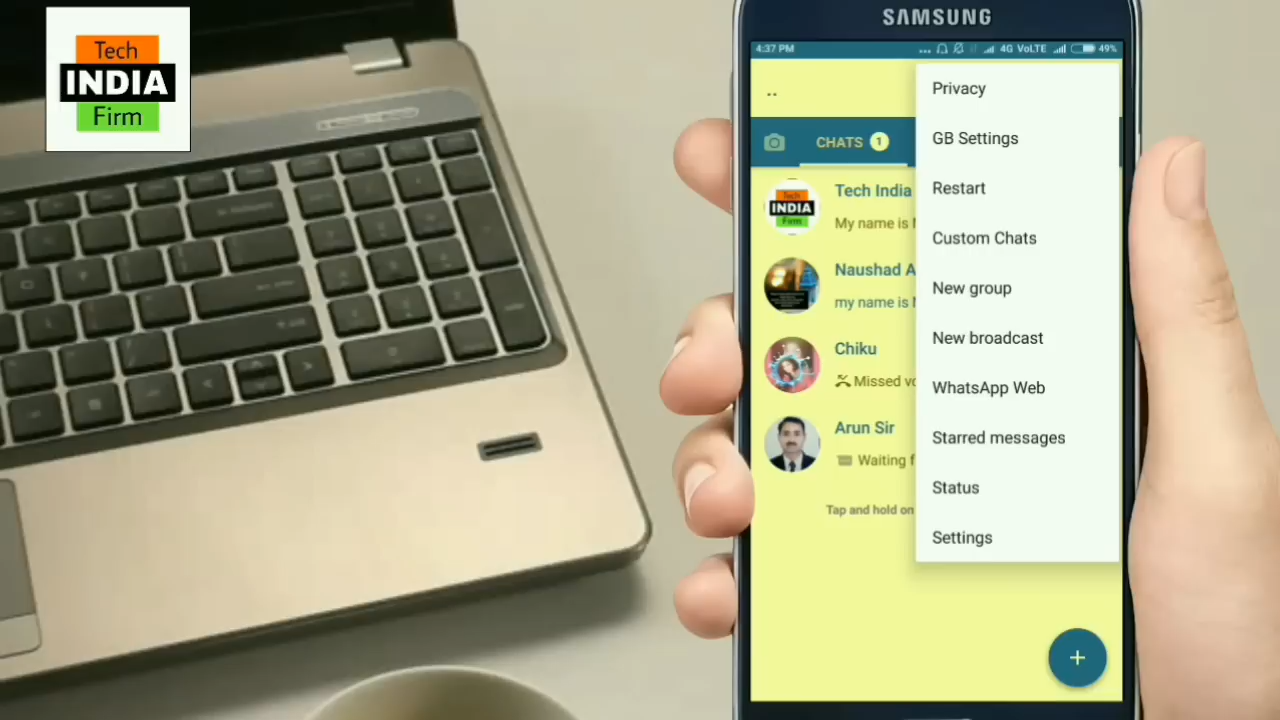 Tech
INDIA
Firm
SAMSUNG
4:37 PM
... 4G VoLTE 49%
..
CHATS 1
Tech India
My name is
Naushad A
my name is
Chiku
Missed vo
Arun Sir
Waiting f
Tap and hold on
Privacy
GB Settings
Restart
Custom Chats
New group
New broadcast
WhatsApp Web
Starred messages
Status
Settings
+